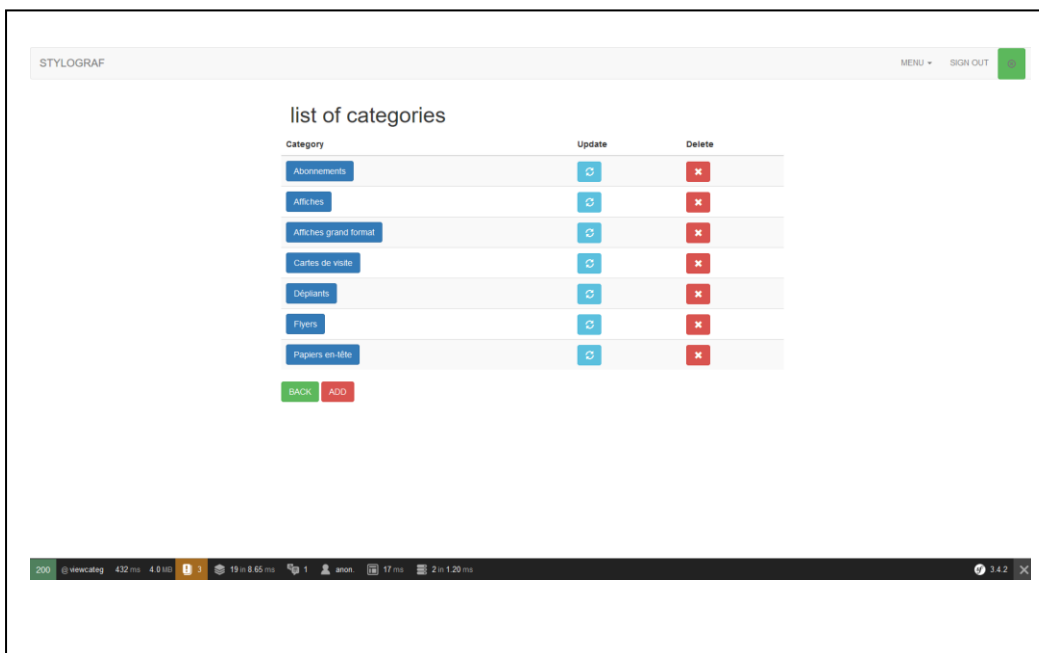 STYLOGRAF MENU SIGN OUT
list of categories
Category Update Delete
Abonnements
Affiches
Affiches grand format
Cartes de visite
Dépliants
Flyers
Papiers en-tête
BACK ADD
200 @ viewcateg 432 ms 4.0 MB 3 19 in 8.65 ms 1 anon. 17 ms 2 in 1.20 ms sf 3.4.2